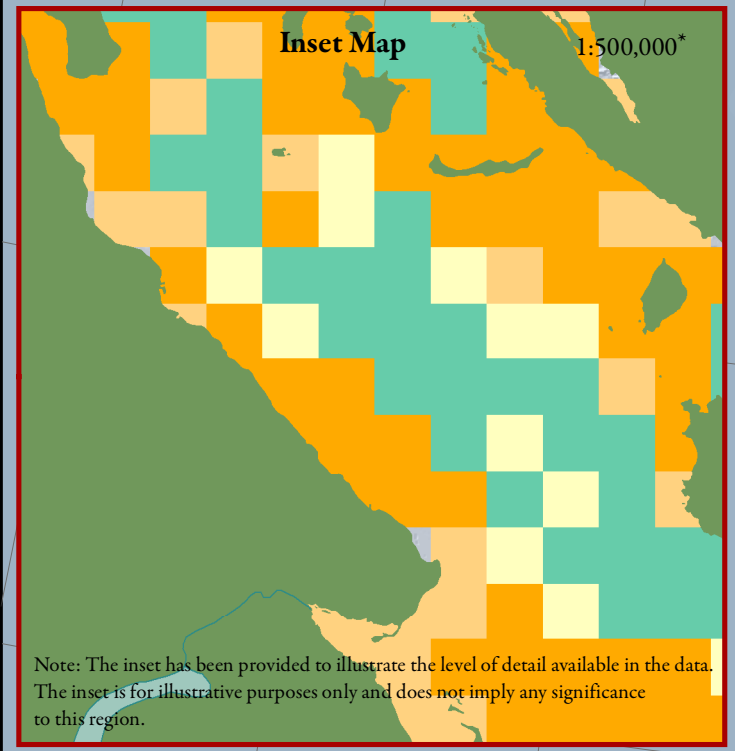 Inset Map
1:500,000*
Note: The inset has been provided to illustrate the level of detail available in the data.
The inset is for illustrative purposes only and does not imply any significance
to this region.